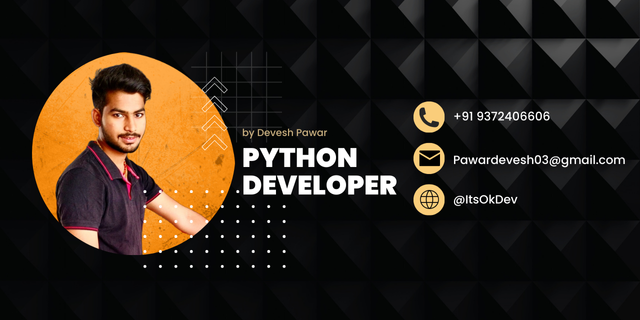 by Devesh Pawar
PYTHON
DEVELOPER
+91 9372406606
Pawardevesh03@gmail.com
@ItsOkDev